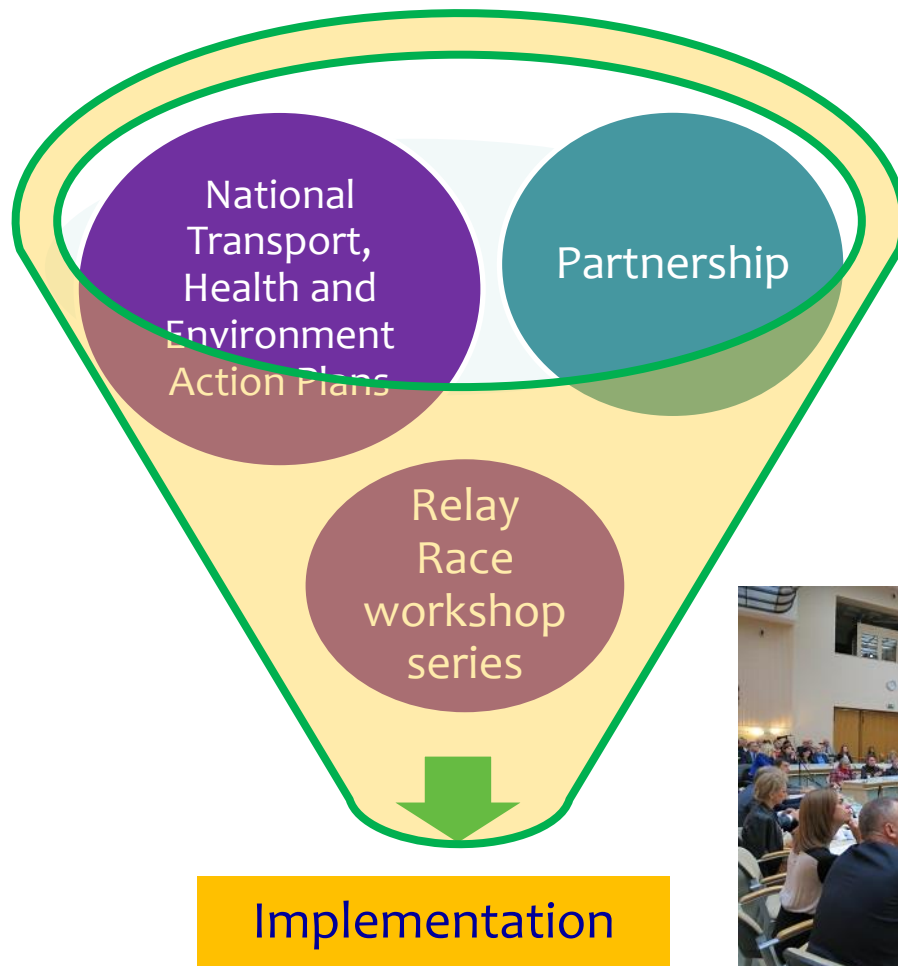 National
Transport,
Health and
Environment
Action Plans
Partnership
Relay
Race
workshop
series
Implementation